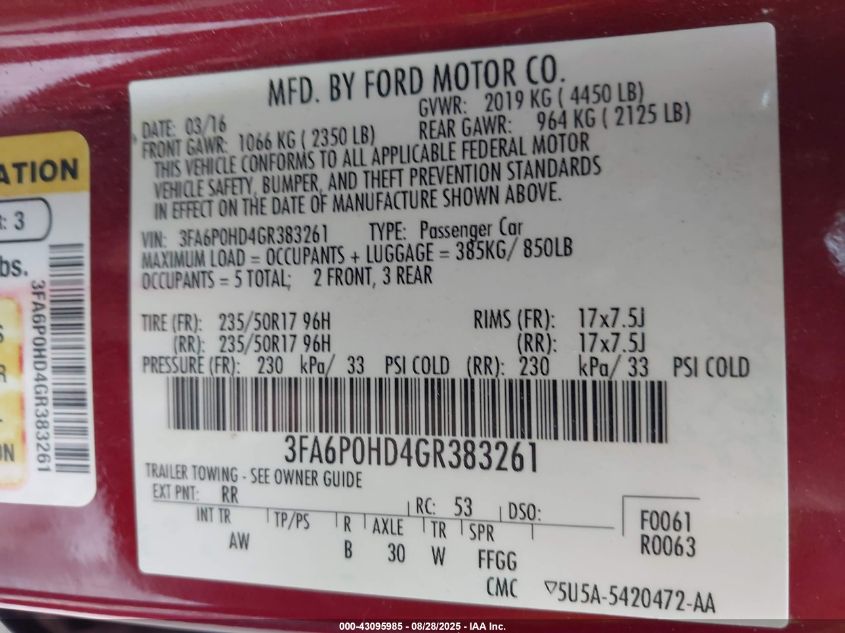 MFD. BY FORD MOTOR CO.
DATE: 03/16 GVWR: 2019 KG ( 4450 LB)
FRONT GAWR: 1066 KG ( 2350 LB) REAR GAWR: 964 KG ( 2125 LB)
THIS VEHICLE CONFORMS TO ALL APPLICABLE FEDERAL MOTOR
VEHICLE SAFETY, BUMPER, AND THEFT PREVENTION STANDARDS
IN EFFECT ON THE DATE OF MANUFACTURE SHOWN ABOVE.
VIN: 3FA6P0HD4GR383261 TYPE: Passenger Car
MAXIMUM LOAD = OCCUPANTS + LUGGAGE = 385KG/ 850LB
OCCUPANTS = 5 TOTAL; 2 FRONT, 3 REAR
TIRE (FR): 235/50R17 96H RIMS (FR): 17x7.5J
(RR): 235/50R17 96H (RR): 17x7.5J
PRESSURE (FR): 230 kPa/ 33 PSI COLD (RR): 230 kPa/ 33 PSI COLD
3FA6P0HD4GR383261
TRAILER TOWING - SEE OWNER GUIDE
EXT PNT: RR RC: 53 DSO:
INT TR TP/PS R AXLE TR SPR
AW B 30 W FFGG
F0061
R0063
CMC ▽5U5A-5420472-AA
ATION
: 3
bs.
3FA6P0HD4GR383261
000-43095985 - 08/28/2025 - IAA Inc.